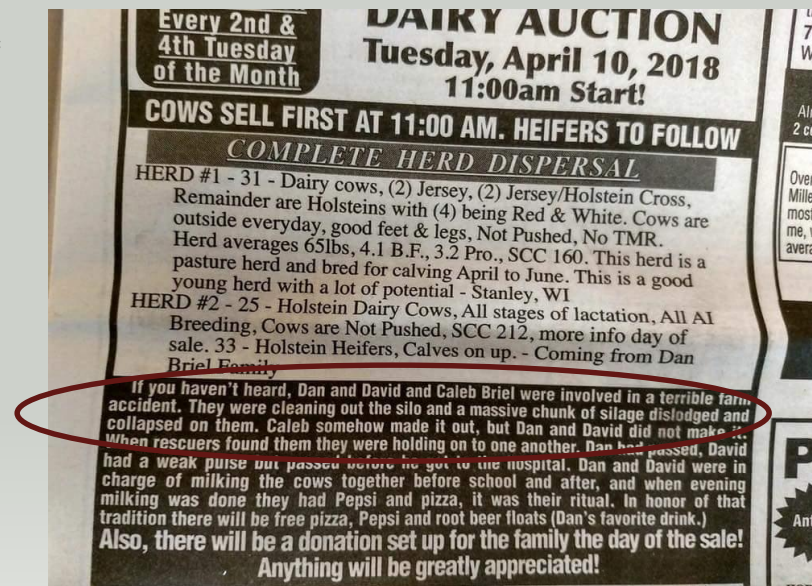 Every 2nd &
4th Tuesday
of the Month
DAIRY AUCTION
Tuesday, April 10, 2018
11:00am Start!
COWS SELL FIRST AT 11:00 AM. HEIFERS TO FOLLOW
COMPLETE HERD DISPERSAL
HERD #1 - 31 - Dairy cows, (2) Jersey, (2) Jersey/Holstein Cross,
Remainder are Holsteins with (4) being Red & White. Cows are
outside everyday, good feet & legs, Not Pushed, No TMR.
Herd averages 65lbs, 4.1 B.F., 3.2 Pro., SCC 160. This herd is a
pasture herd and bred for calving April to June. This is a good
young herd with a lot of potential - Stanley, WI
HERD #2 - 25 - Holstein Dairy Cows, All stages of lactation, All AI
Breeding, Cows are Not Pushed, SCC 212, more info day of
sale. 33 - Holstein Heifers, Calves on up. - Coming from Dan
Briel Family
If you haven't heard, Dan and David and Caleb Briel were involved in a terrible farm
accident. They were cleaning out the silo and a massive chunk of silage dislodged and
collapsed on them. Caleb somehow made it out, but Dan and David did not make it.
When rescuers found them they were holding on to one another. Dan had passed, David
had a weak pulse but passed before he got to the hospital. Dan and David were in
charge of milking the cows together before school and after, and when evening
milking was done they had Pepsi and pizza, it was their ritual. In honor of that
tradition there will be free pizza, Pepsi and root beer floats (Dan's favorite drink.)
Also, there will be a donation set up for the family the day of the sale!
Anything will be greatly appreciated!